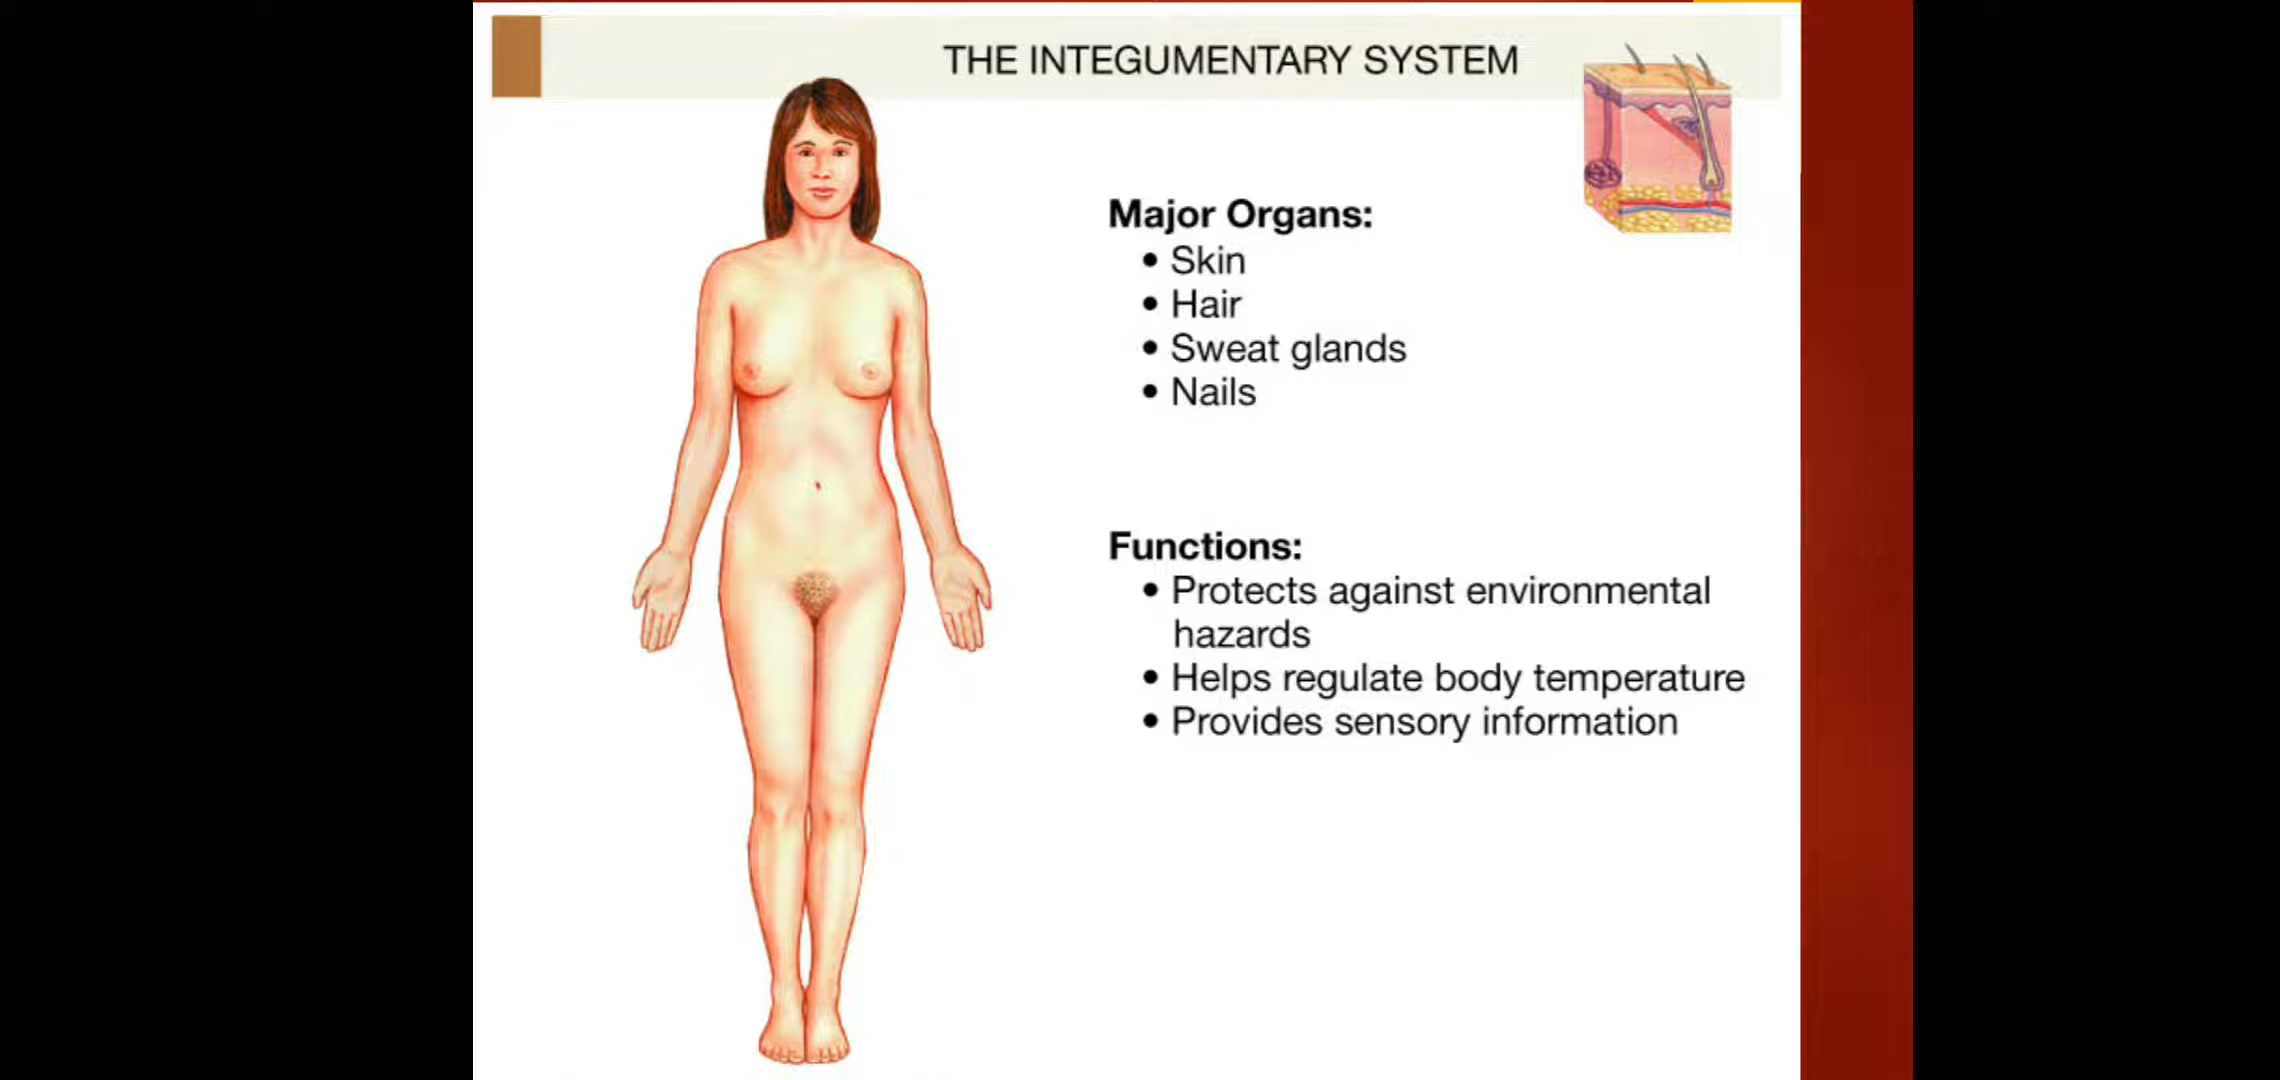 THE INTEGUMENTARY SYSTEM
Major Organs:
• Skin
• Hair
• Sweat glands
• Nails
Functions:
• Protects against environmental
hazards
• Helps regulate body temperature
• Provides sensory information